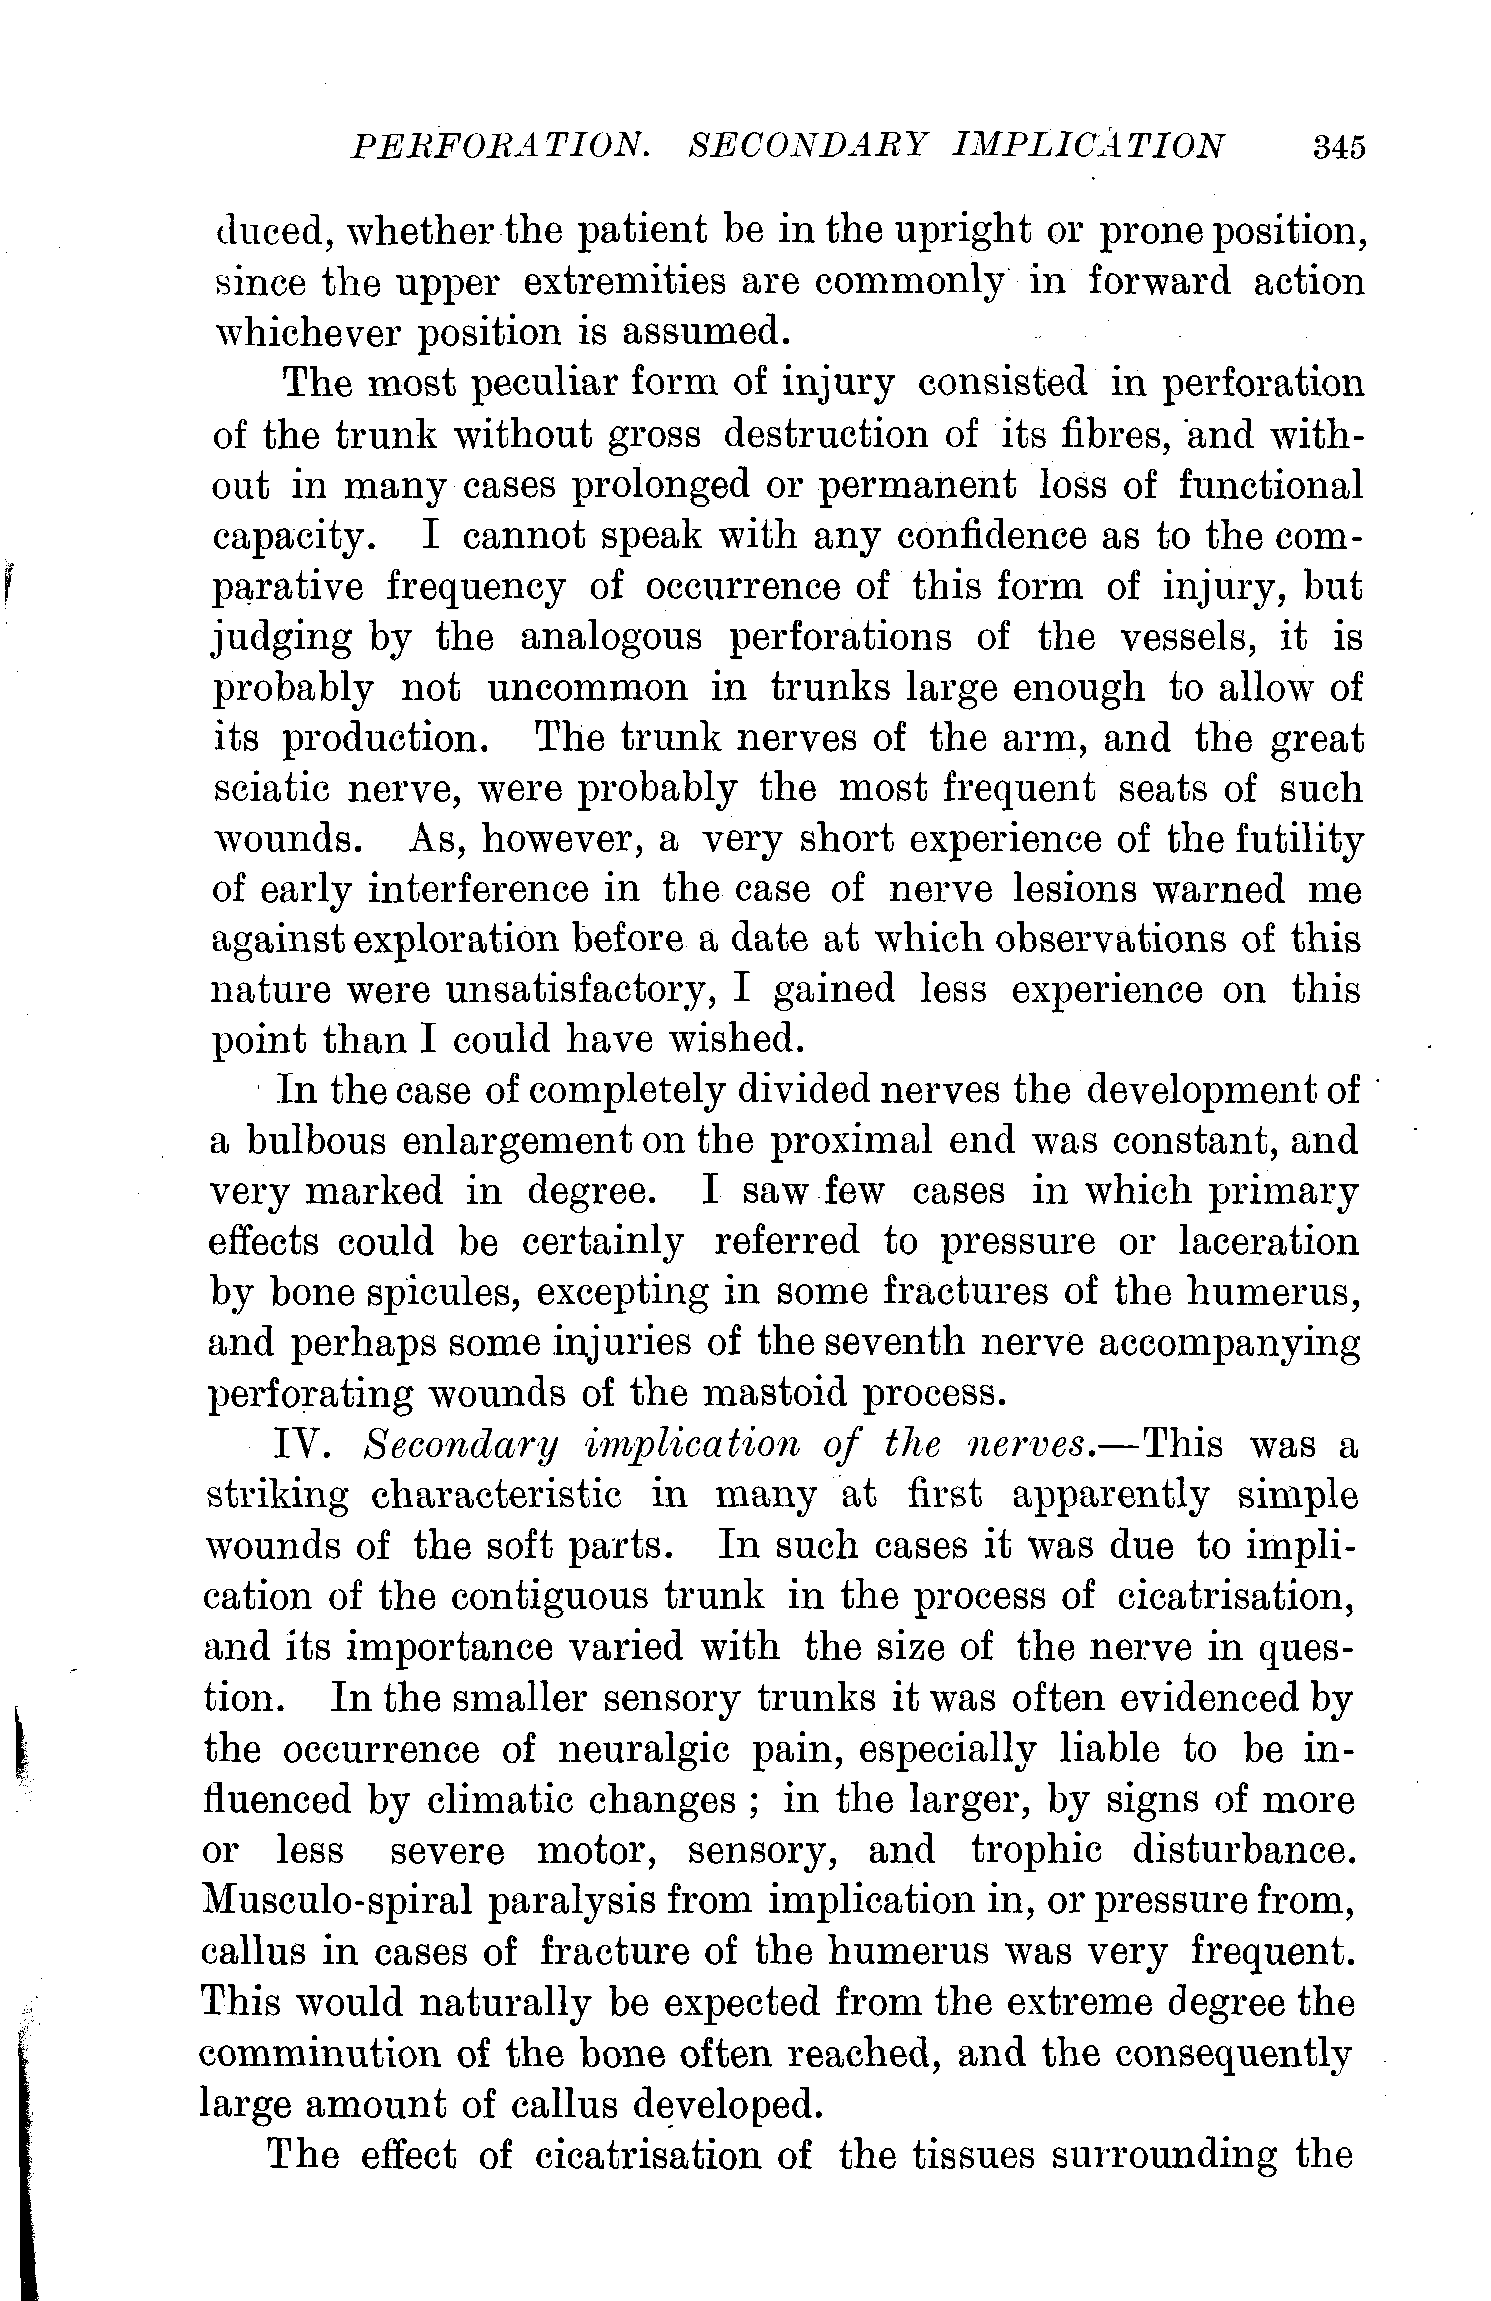 PERFORATION. SECONDARY IMPLICATION 345
duced, whether the patient be in the upright or prone position,
since the upper extremities are commonly in forward action
whichever position is assumed.
The most peculiar form of injury consisted in perforation
of the trunk without gross destruction of its fibres, and with-
out in many cases prolonged or permanent loss of functional
capacity. I cannot speak with any confidence as to the com-
parative frequency of occurrence of this form of injury, but
judging by the analogous perforations of the vessels, it is
probably not uncommon in trunks large enough to allow of
its production. The trunk nerves of the arm, and the great
sciatic nerve, were probably the most frequent seats of such
wounds. As, however, a very short experience of the futility
of early interference in the case of nerve lesions warned me
against exploration before a date at which observations of this
nature were unsatisfactory, I gained less experience on this
point than I could have wished.
In the case of completely divided nerves the development of
a bulbous enlargement on the proximal end was constant, and
very marked in degree. I saw few cases in which primary
effects could be certainly referred to pressure or laceration
by bone spicules, excepting in some fractures of the humerus,
and perhaps some injuries of the seventh nerve accompanying
perforating wounds of the mastoid process.
IV. Secondary implication of the nerves.—This was a
striking characteristic in many at first apparently simple
wounds of the soft parts. In such cases it was due to impli-
cation of the contiguous trunk in the process of cicatrisation,
and its importance varied with the size of the nerve in ques-
tion. In the smaller sensory trunks it was often evidenced by
the occurrence of neuralgic pain, especially liable to be in-
fluenced by climatic changes ; in the larger, by signs of more
or less severe motor, sensory, and trophic disturbance.
Musculo-spiral paralysis from implication in, or pressure from,
callus in cases of fracture of the humerus was very frequent.
This would naturally be expected from the extreme degree the
comminution of the bone often reached, and the consequently
large amount of callus developed.
The effect of cicatrisation of the tissues surrounding the